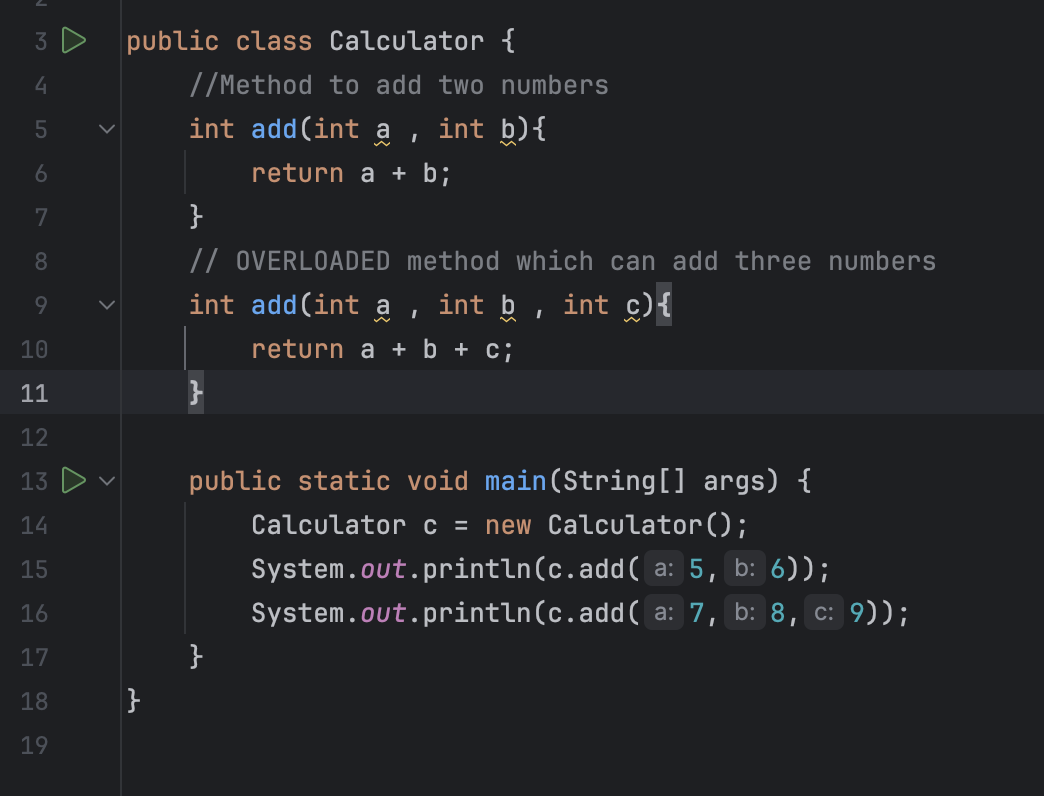 3 public class Calculator {
4 //Method to add two numbers
5 int add(int a , int b){
6 return a + b;
7 }
8 // OVERLOADED method which can add three numbers
9 int add(int a , int b , int c){
10 return a + b + c;
11 }
12
13 public static void main(String[] args) {
14 Calculator c = new Calculator();
15 System.out.println(c.add( a: 5, b: 6));
16 System.out.println(c.add( a: 7, b: 8, c: 9));
17 }
18 }
19